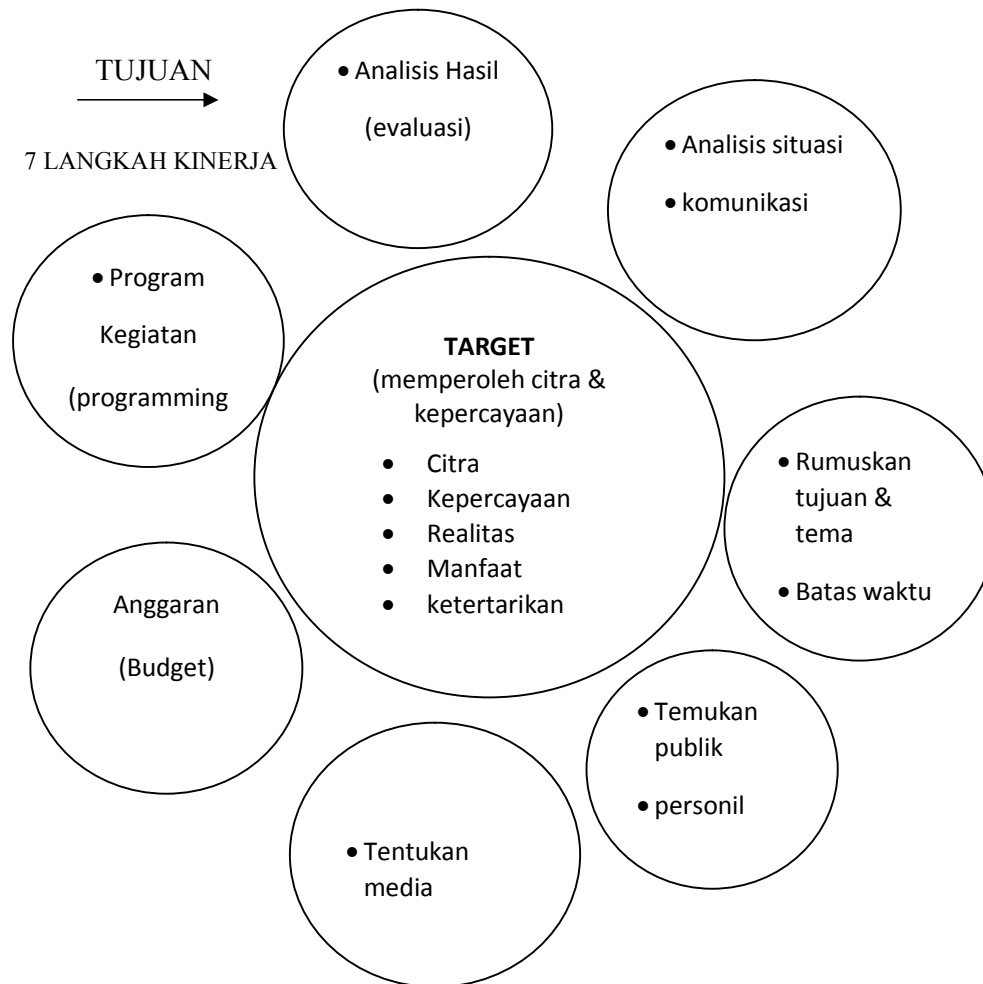 TUJUAN
7 LANGKAH KINERJA
• Analisis Hasil
(evaluasi)
• Analisis situasi
• komunikasi
• Rumuskan
tujuan &
tema
• Batas waktu
• Temukan
publik
• personil
• Tentukan
media
Anggaran
(Budget)
• Program
Kegiatan
(programming
TARGET
(memperoleh citra &
kepercayaan)
• Citra
• Kepercayaan
• Realitas
• Manfaat
• ketertarikan